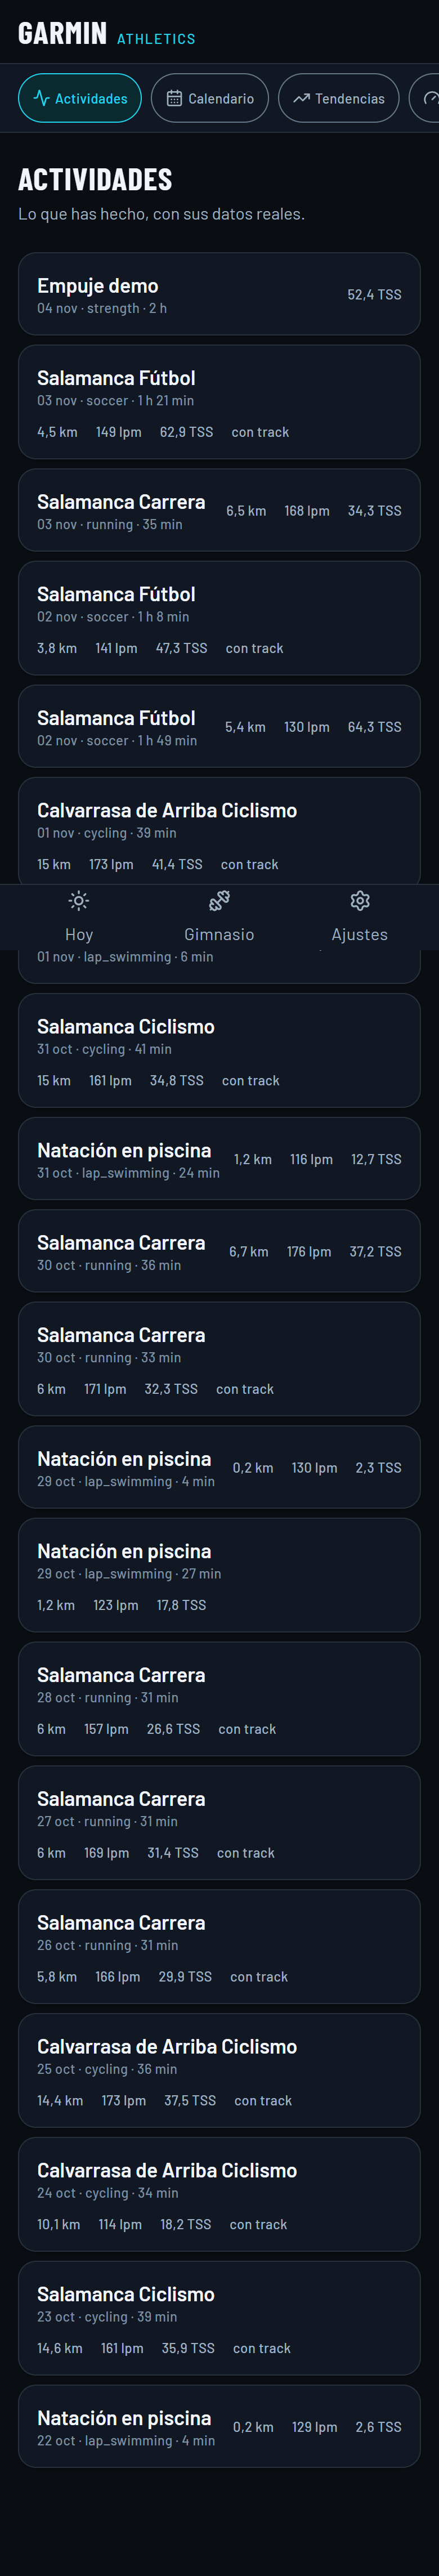 GARMIN ATHLETICS
Actividades
Calendario
Tendencias
ACTIVIDADES
Lo que has hecho, con sus datos reales.
Empuje demo
04 nov · strength · 2 h
52,4 TSS
Salamanca Fútbol
03 nov · soccer · 1 h 21 min
4,5 km 149 lpm 62,9 TSS con track
Salamanca Carrera
03 nov · running · 35 min
6,5 km 168 lpm 34,3 TSS
Salamanca Fútbol
02 nov · soccer · 1 h 8 min
3,8 km 141 lpm 47,3 TSS con track
Salamanca Fútbol
02 nov · soccer · 1 h 49 min
5,4 km 130 lpm 64,3 TSS
Calvarrasa de Arriba Ciclismo
01 nov · cycling · 39 min
15 km 173 lpm 41,4 TSS con track
Hoy
Gimnasio
Ajustes
01 nov · lap_swimming · 6 min
Salamanca Ciclismo
31 oct · cycling · 41 min
15 km 161 lpm 34,8 TSS con track
Natación en piscina
31 oct · lap_swimming · 24 min
1,2 km 116 lpm 12,7 TSS
Salamanca Carrera
30 oct · running · 36 min
6,7 km 176 lpm 37,2 TSS
Salamanca Carrera
30 oct · running · 33 min
6 km 171 lpm 32,3 TSS con track
Natación en piscina
29 oct · lap_swimming · 4 min
0,2 km 130 lpm 2,3 TSS
Natación en piscina
29 oct · lap_swimming · 27 min
1,2 km 123 lpm 17,8 TSS
Salamanca Carrera
28 oct · running · 31 min
6 km 157 lpm 26,6 TSS con track
Salamanca Carrera
27 oct · running · 31 min
6 km 169 lpm 31,4 TSS con track
Salamanca Carrera
26 oct · running · 31 min
5,8 km 166 lpm 29,9 TSS con track
Calvarrasa de Arriba Ciclismo
25 oct · cycling · 36 min
14,4 km 173 lpm 37,5 TSS con track
Calvarrasa de Arriba Ciclismo
24 oct · cycling · 34 min
10,1 km 114 lpm 18,2 TSS con track
Salamanca Ciclismo
23 oct · cycling · 39 min
14,6 km 161 lpm 35,9 TSS con track
Natación en piscina
22 oct · lap_swimming · 4 min
0,2 km 129 lpm 2,6 TSS